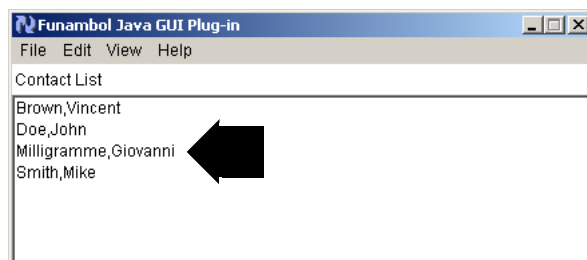 Funambol Java GUI Plug-in
File Edit View Help
Contact List
Brown,Vincent
Doe,John
Milligramme,Giovanni
Smith,Mike